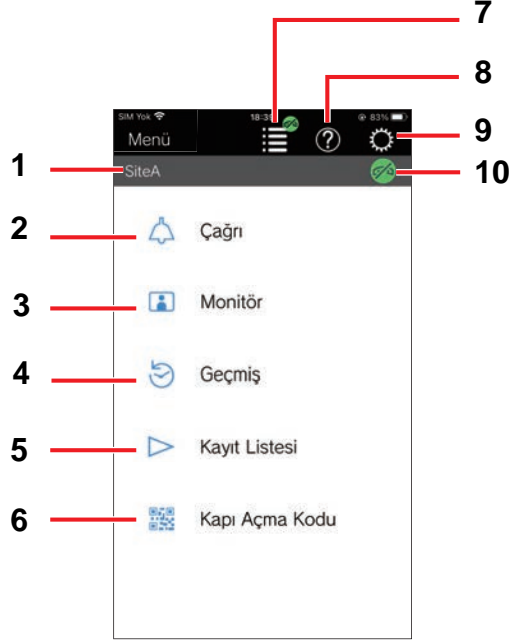 7
8
SIM Yok 18:39 83%
Menü ? 9
1 SiteA 10
2 Çağrı
3 Monitör
4 Geçmiş
5 Kayıt Listesi
6 Kapı Açma Kodu